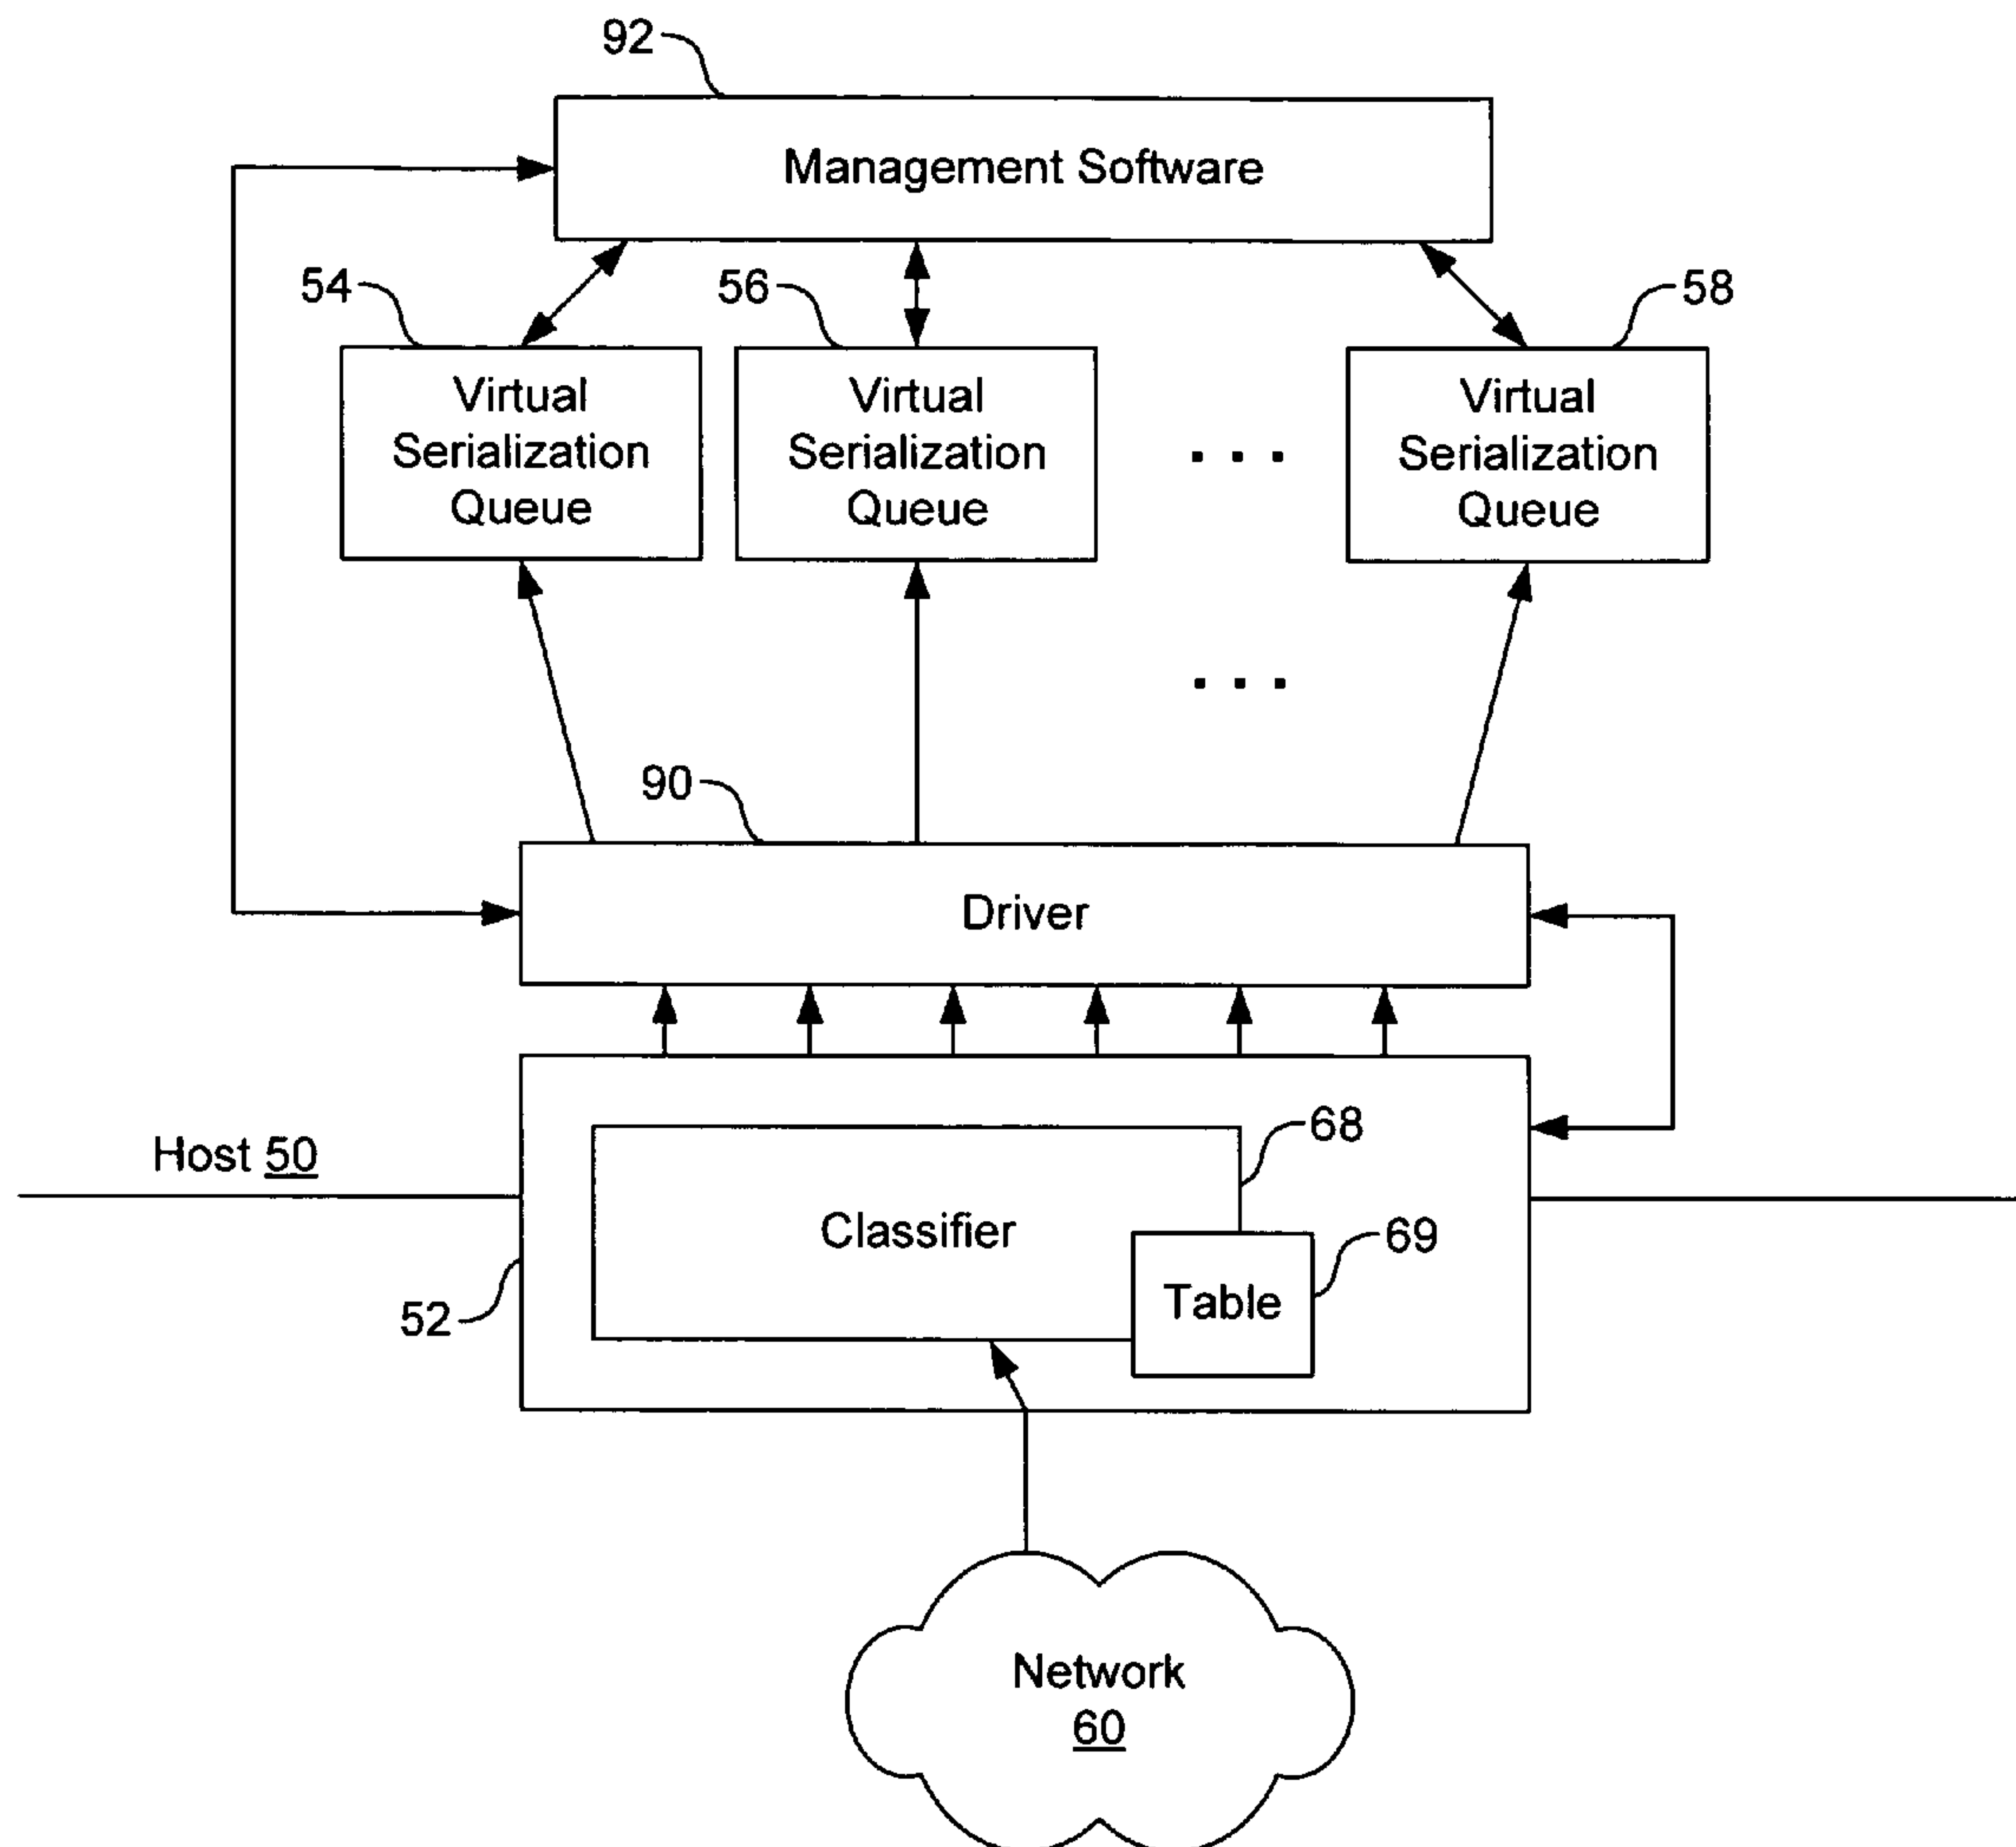 92
Management Software
54
56
58
Virtual
Serialization
Queue
Virtual
Serialization
Queue
. . .
Virtual
Serialization
Queue
. . .
90
Driver
Host 50
68
Classifier
69
Table
52
Network
60